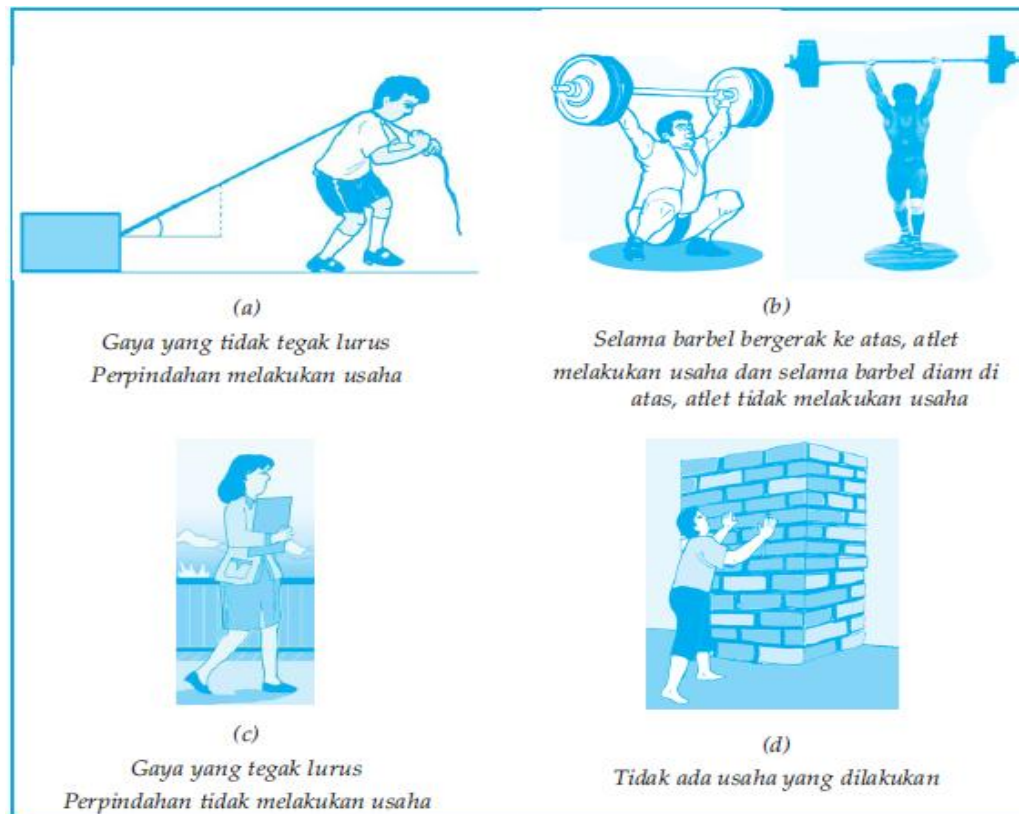 (a)
Gaya yang tidak tegak lurus
Perpindahan melakukan usaha
(b)
Selama barbel bergerak ke atas, atlet
melakukan usaha dan selama barbel diam di
atas, atlet tidak melakukan usaha
(c)
Gaya yang tegak lurus
Perpindahan tidak melakukan usaha
(d)
Tidak ada usaha yang dilakukan